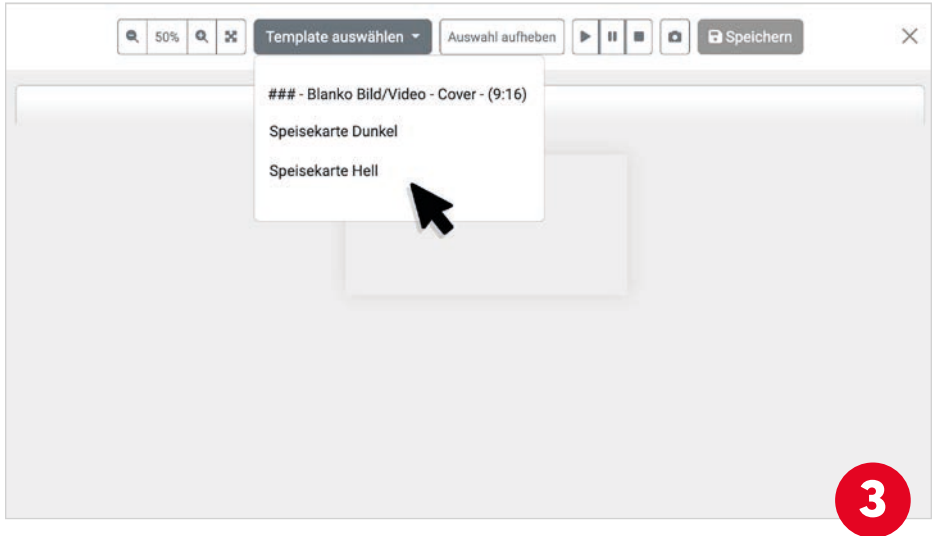 50%
Template auswählen
Auswahl aufheben
Speichern
### - Blanko Bild/Video - Cover - (9:16)
Speisekarte Dunkel
Speisekarte Hell
3